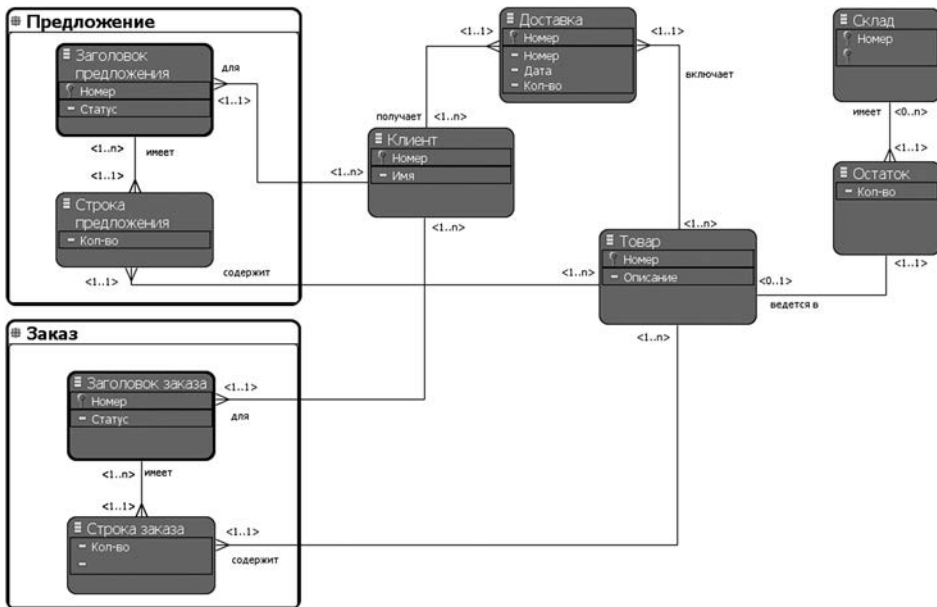 Предложение
Заголовок
предложения
Номер
Статус
<1..n>
имеет
<1..1>
Строка
предложения
Кол-во
<1..1>
содержит
<1..n>
для
<1..1>
<1..n>
Клиент
Номер
Имя
получает
<1..n>
<1..1>
Доставка
Номер
Номер
Дата
Кол-во
<1..1>
включает
<1..n>
Склад
Номер
имеет
<0..n>
<1..1>
Остаток
Кол-во
<1..1>
Товар
Номер
Описание
<0..1>
ведется в
<1..n>
<1..n>
Заказ
Заголовок заказа
Номер
Статус
<1..1>
для
<1..n>
имеет
<1..1>
Строка заказа
Кол-во
<1..1>
содержит